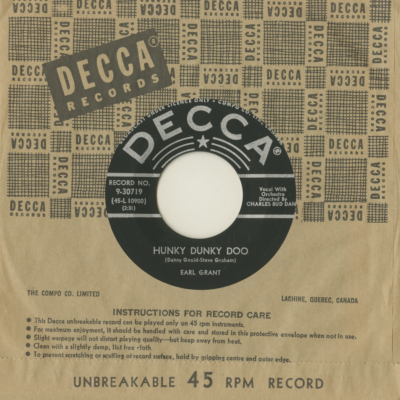 DECCA®
RECORDS
DECCA®
RECORD NO.
9-30719
(45-L 10900)
(2:31)
Vocal With
Orchestra
Directed By
CHARLES BUD DANT
HUNKY DUNKY DOO
(Danny Gould-Steve Graham)
EARL GRANT
THE COMPO CO. LIMITED
LACHINE, QUEBEC, CANADA
INSTRUCTIONS FOR RECORD CARE
● This Decca unbreakable record can be played only on 45 rpm instruments.
● For maximum enjoyment, it should be handled with care and stored in this protective envelope when not in use.
● Slight warpage will not distort playing quality—but keep away from heat.
● Clean with a slightly damp, lint free cloth.
● To prevent scratching or scuffing of record surface, hold by gripping centre and outer edge.
UNBREAKABLE 45 RPM RECORD